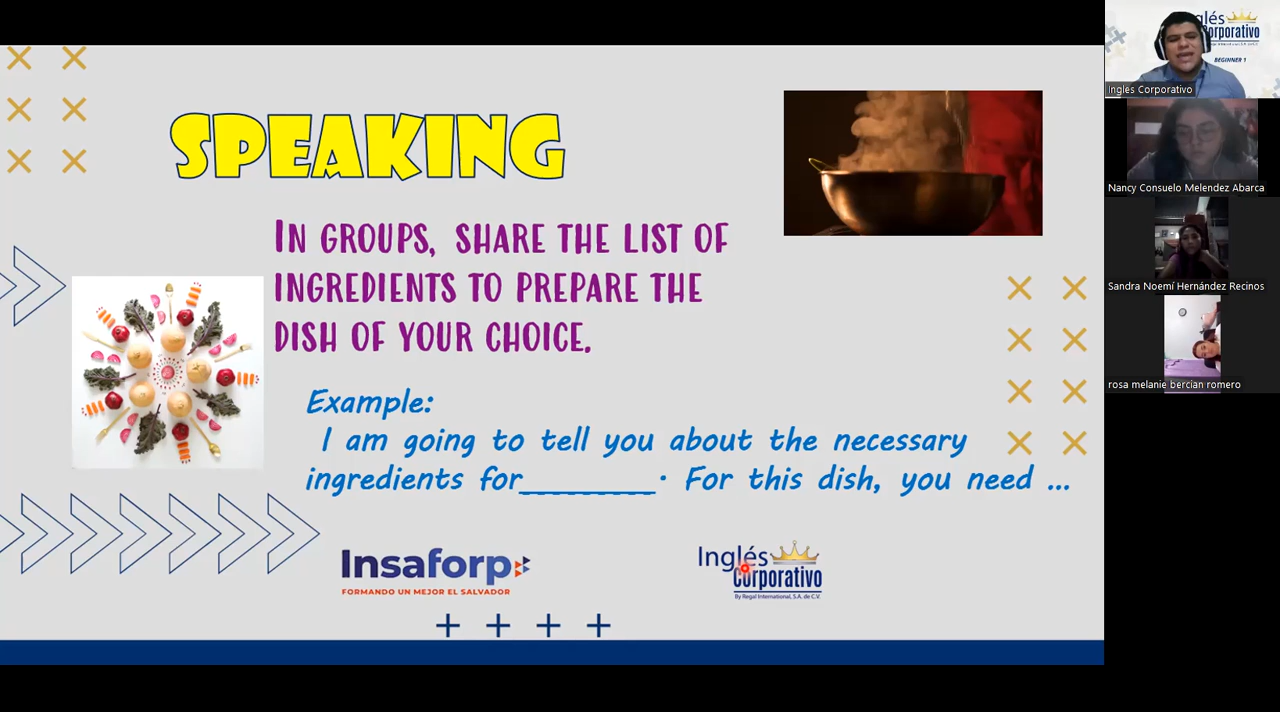 SPEAKING
IN GROUPS, SHARE THE LIST OF
INGREDIENTS TO PREPARE THE
DISH OF YOUR CHOICE.
Example:
I am going to tell you about the necessary
ingredients for_________. For this dish, you need ...
Insaforp
FORMANDO UN MEJOR EL SALVADOR
Inglés
Corporativo
By Regal International, S.A. de C.V.
Inglés
Corporativo
BEGINNER 1
Ingles Corporativo
Nancy Consuelo Melendez Abarca
Sandra Noemí Hernández Recinos
rosa melanie bercian romero